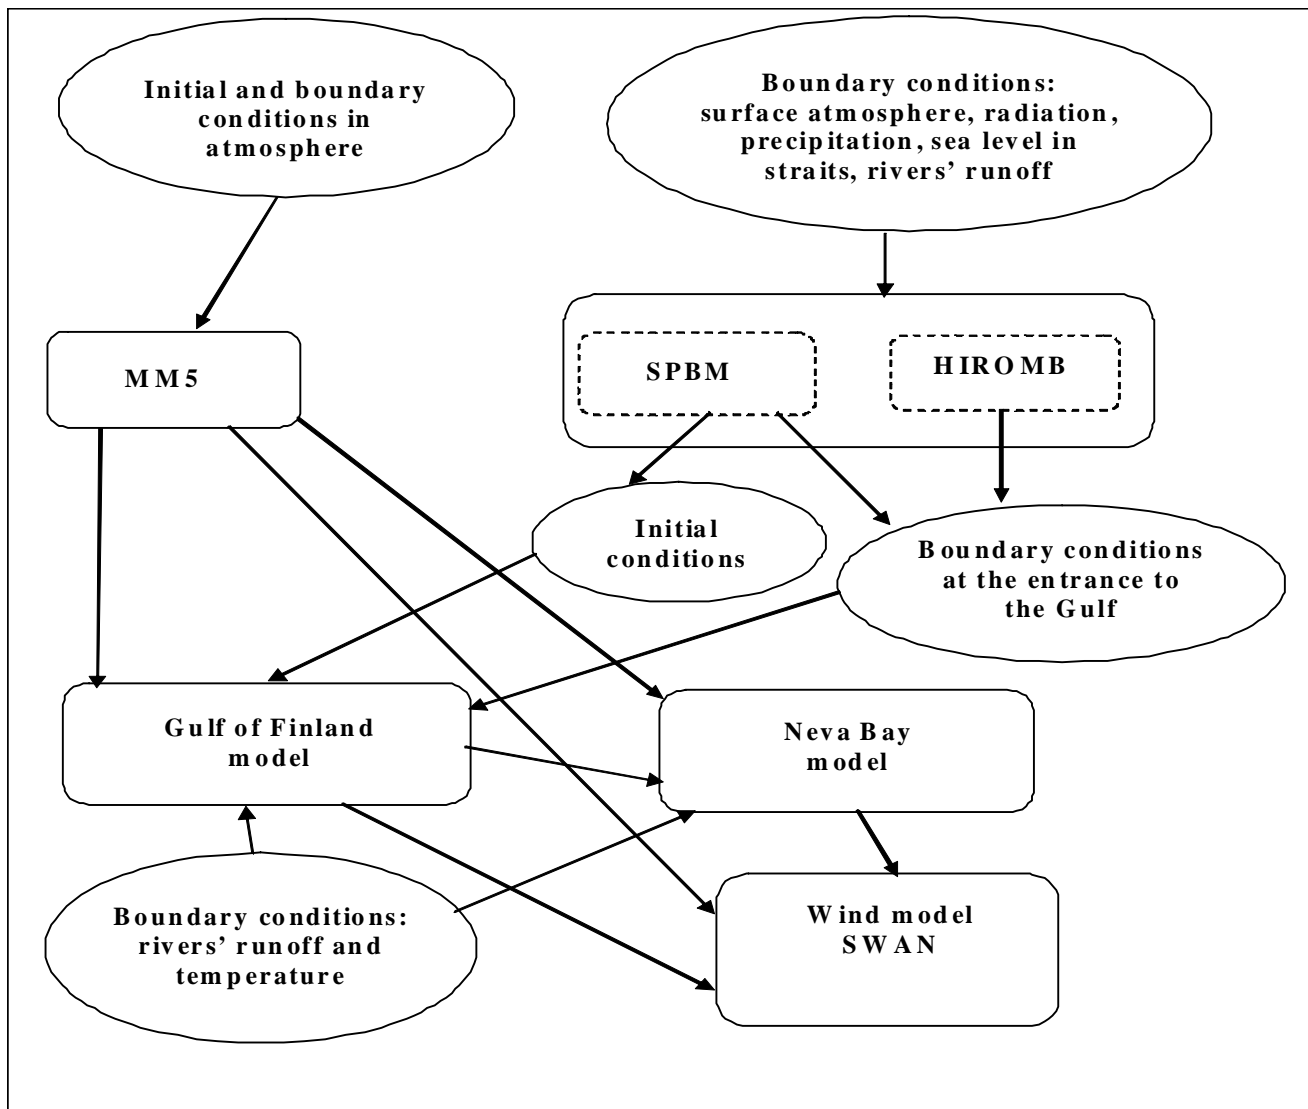 Initial and boundary
conditions in
atmosphere
Boundary conditions:
surface atmosphere, radiation,
precipitation, sea level in
straits, rivers’ runoff
MM5
SPBM
HIROMB
Initial
conditions
Boundary conditions
at the entrance to
the Gulf
Gulf of Finland
model
Neva Bay
model
Boundary conditions:
rivers’ runoff and
temperature
Wind model
SWAN